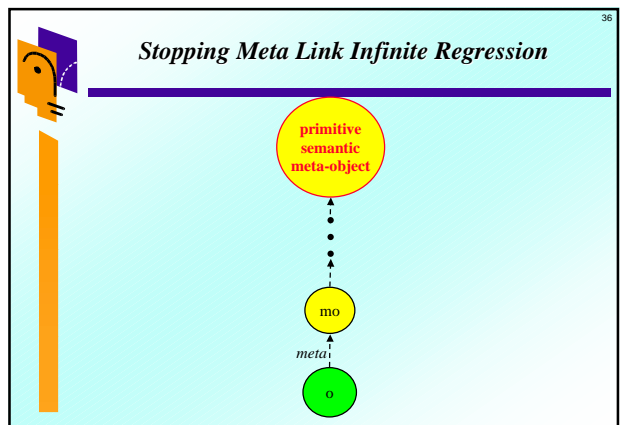 36
Stopping Meta Link Infinite Regression
primitive
semantic
meta-object
mo
meta
o